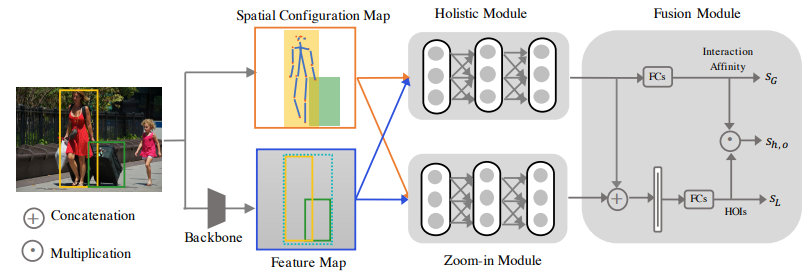 Spatial Configuration Map
Holistic Module
Fusion Module
Interaction
Affinity
FCs
S_G
S_h,o
Concatenation
Multiplication
Backbone
Feature Map
Zoom-in Module
FCs
HOIs
S_L